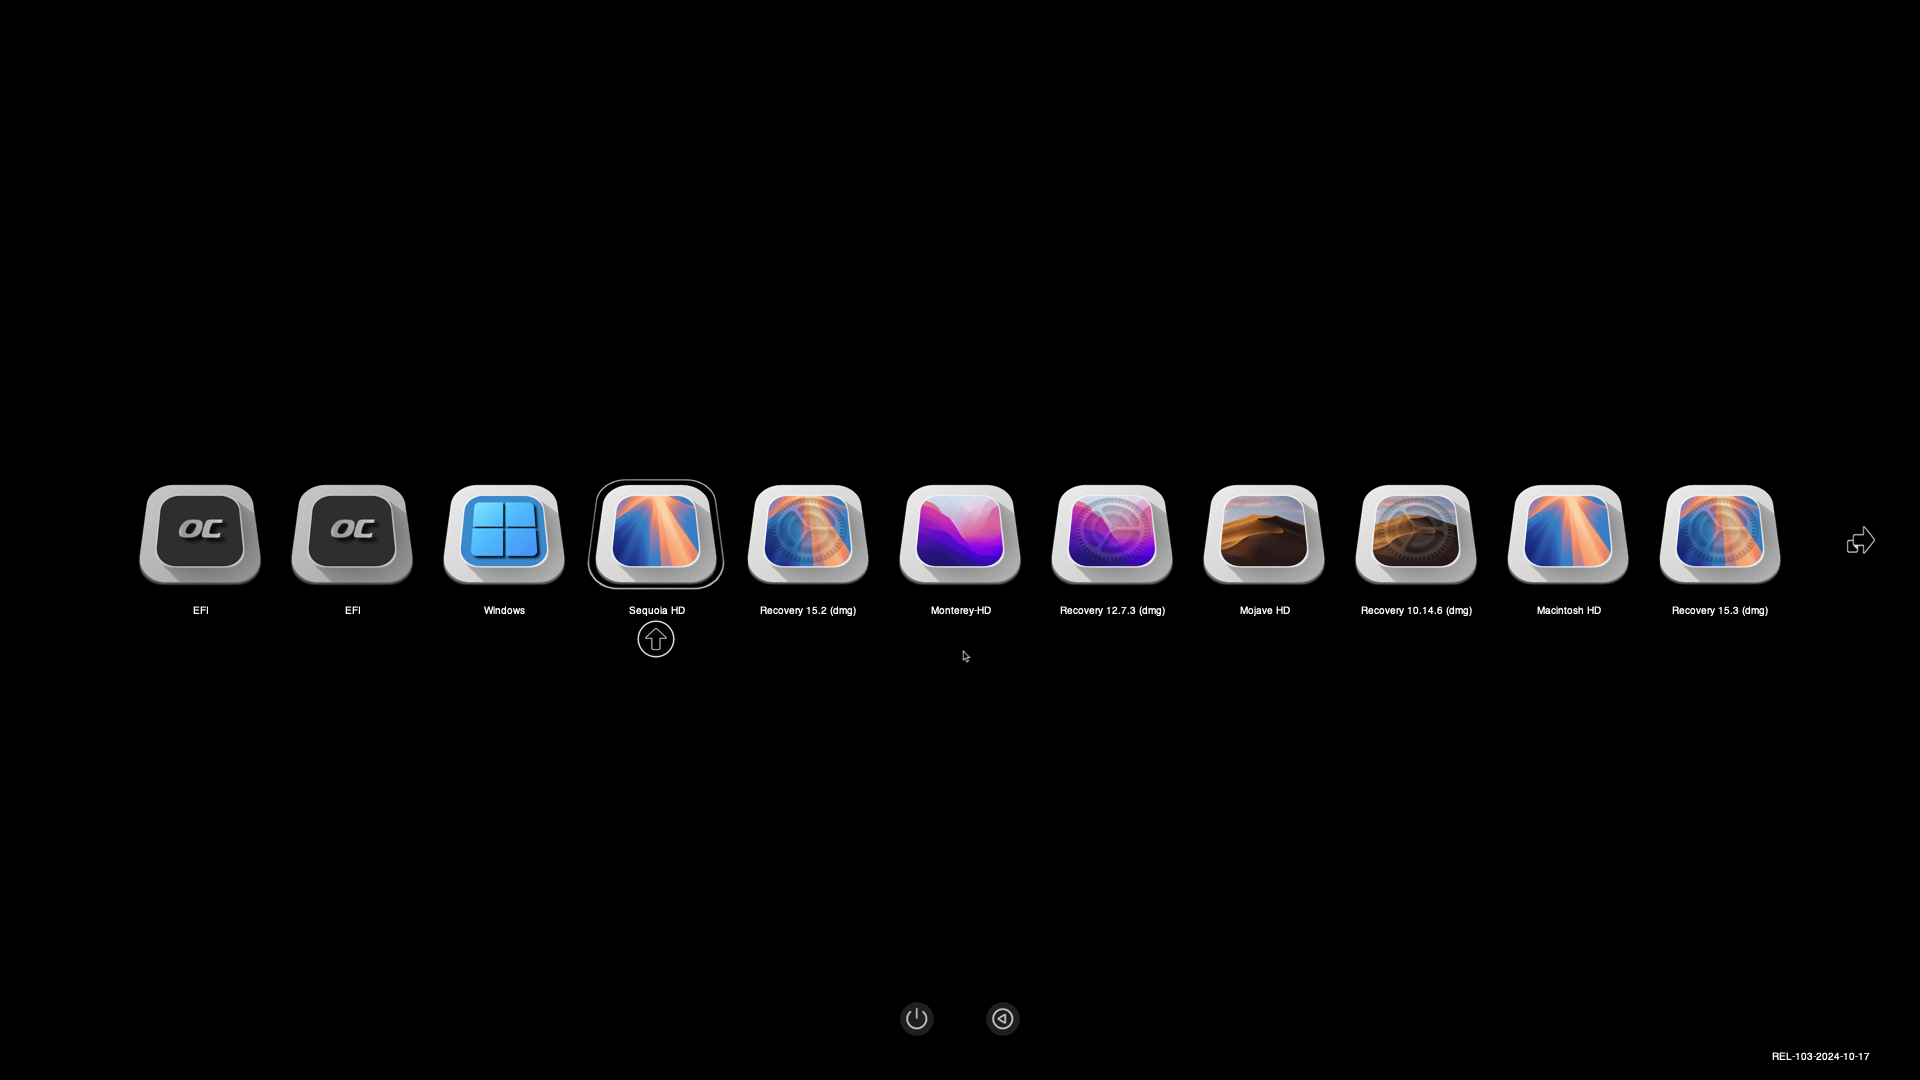 OC
OC
EFI
EFI
Windows
Sequoia HD
Recovery 15.2 (dmg)
Monterey-HD
Recovery 12.7.3 (dmg)
Mojave HD
Recovery 10.14.6 (dmg)
Macintosh HD
Recovery 15.3 (dmg)
REL-103-2024-10-17